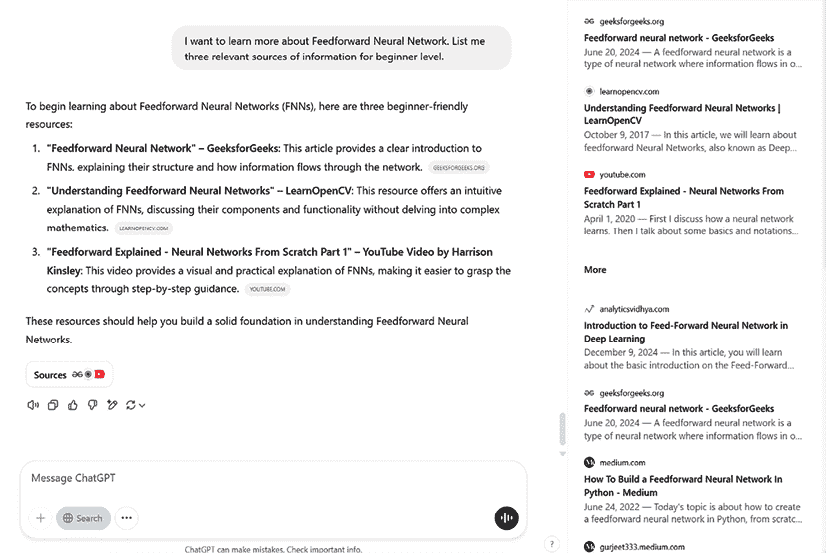 I want to learn more about Feedforward Neural Network. List me
three relevant sources of information for beginner level.
To begin learning about Feedforward Neural Networks (FNNs), here are three beginner-friendly
resources:
1. "Feedforward Neural Network" – GeeksforGeeks: This article provides a clear introduction to
FNNs, explaining their structure and how information flows through the network. GEEKSFORGEEKS.ORG
2. "Understanding Feedforward Neural Networks" – LearnOpenCV: This resource offers an intuitive
explanation of FNNs, discussing their components and functionality without delving into complex
mathematics. LEARNOPENCV.COM
3. "Feedforward Explained - Neural Networks From Scratch Part 1" – YouTube Video by Harrison
Kinsley: This video provides a visual and practical explanation of FNNs, making it easier to grasp the
concepts through step-by-step guidance. YOUTUBE.COM
These resources should help you build a solid foundation in understanding Feedforward Neural
Networks.
Sources
Message ChatGPT
Search
ChatGPT can make mistakes. Check important info.
?
geeksforgeeks.org
Feedforward neural network - GeeksforGeeks
June 20, 2024 — A feedforward neural network is a
type of neural network where information flows in o...
learnopencv.com
Understanding Feedforward Neural Networks |
LearnOpenCV
October 9, 2017 — In this article, we will learn about
feedforward Neural Networks, also known as Deep...
youtube.com
Feedforward Explained - Neural Networks From
Scratch Part 1
April 1, 2020 — First I discuss how a neural network
learns. Then I talk about some basics and notations...
More
analyticsvidhya.com
Introduction to Feed-Forward Neural Network in
Deep Learning
December 9, 2024 — In this article, you will learn
about the basic introduction on the Feed-Forward...
geeksforgeeks.org
Feedforward neural network - GeeksforGeeks
June 20, 2024 — A feedforward neural network is a
type of neural network where information flows in o...
medium.com
How To Build a Feedforward Neural Network In
Python - Medium
June 24, 2022 — Today's topic is about how to create
a feedforward neural network in Python, from scratc...
gurjeet333.medium.com